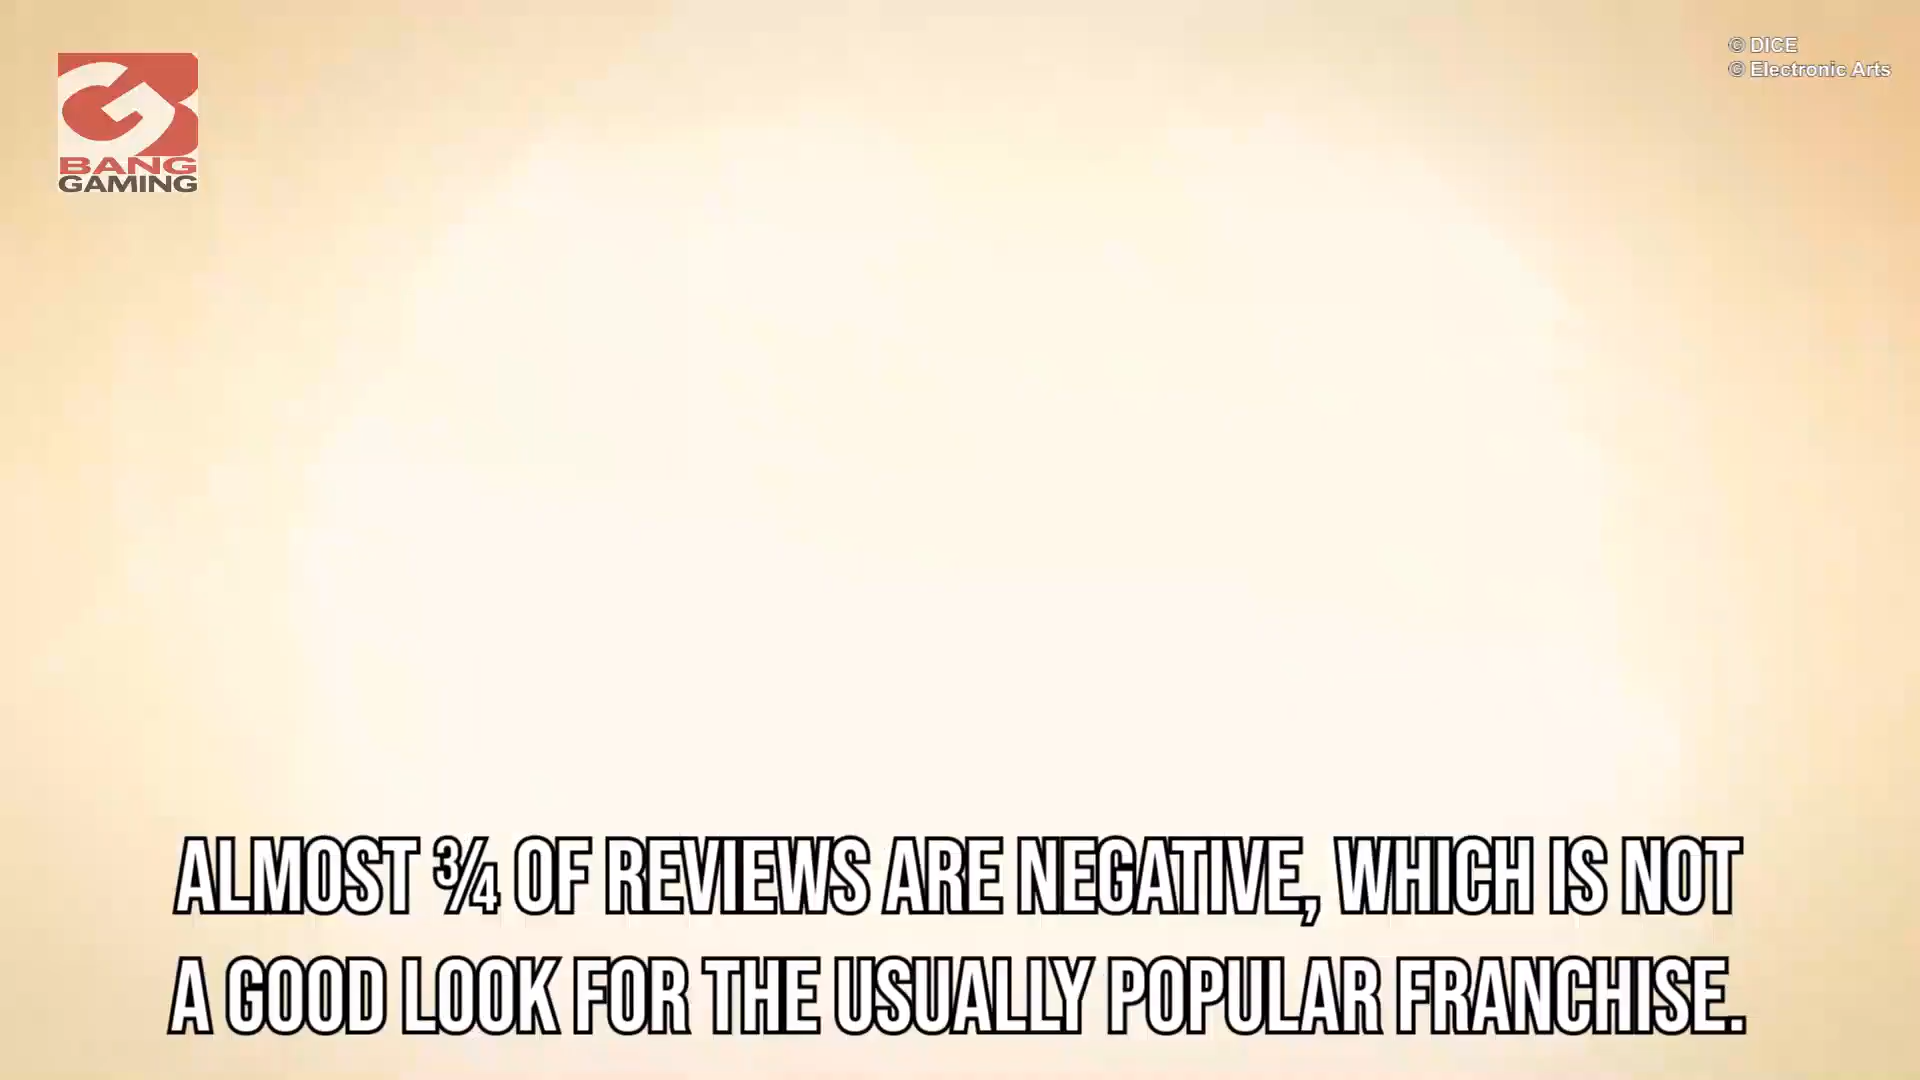 © DICE
© Electronic Arts
BANG
GAMING
ALMOST ¾ OF REVIEWS ARE NEGATIVE, WHICH IS NOT
A GOOD LOOK FOR THE USUALLY POPULAR FRANCHISE.